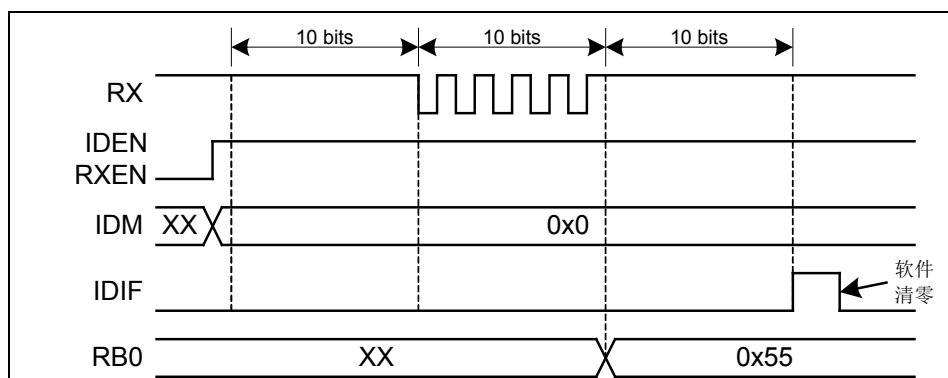 10 bits 10 bits 10 bits
RX
IDEN
RXEN
IDM XX 0x0
IDIF 软件
清零
RB0 XX 0x55